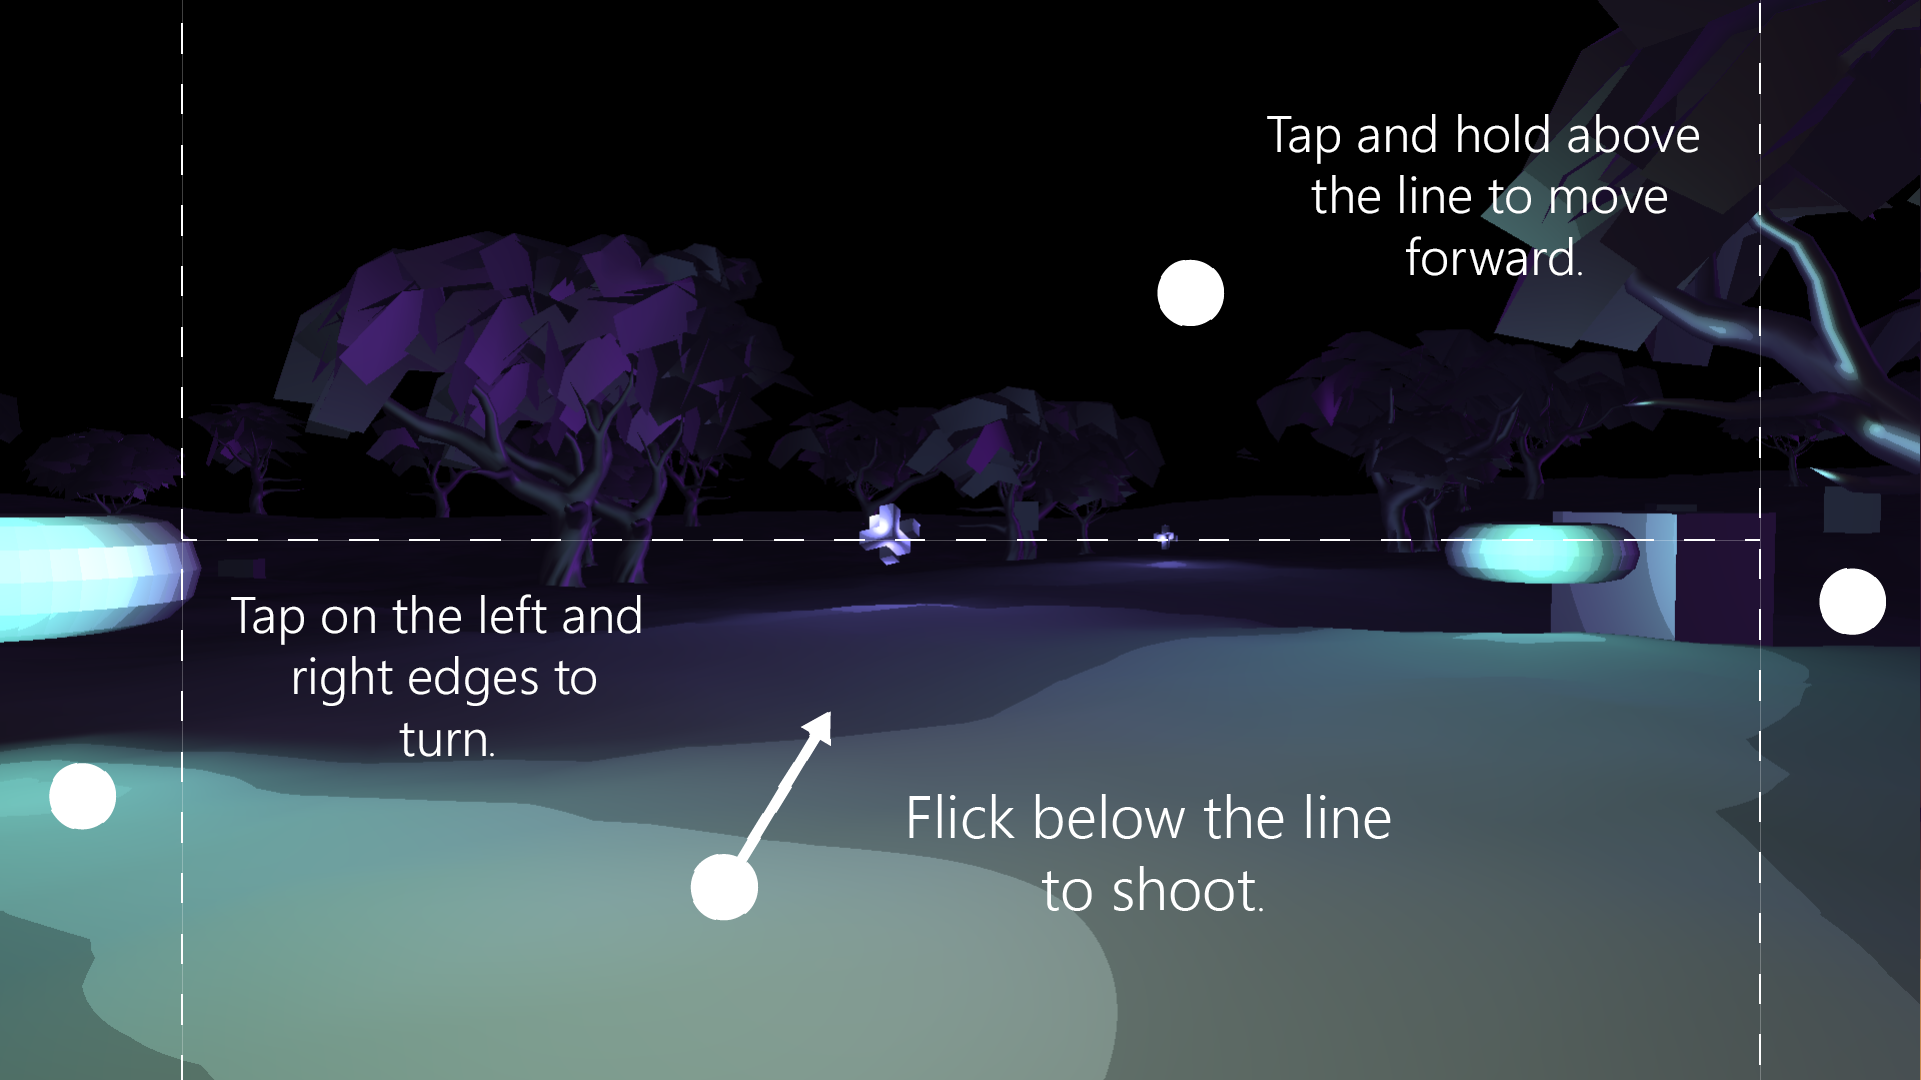 Tap and hold above
the line to move
forward.
Tap on the left and
right edges to
turn.
Flick below the line
to shoot.